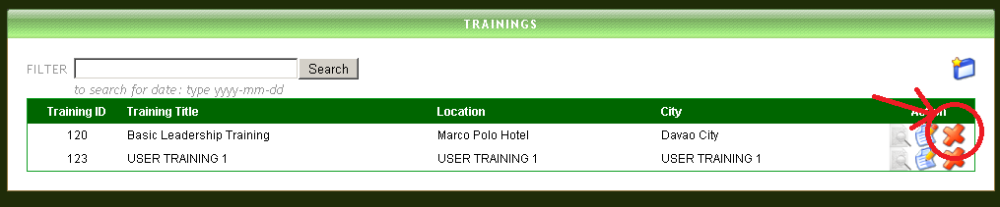 TRAININGS
FILTER Search
to search for date: type yyyy-mm-dd
Training ID Training Title Location City Action
120 Basic Leadership Training Marco Polo Hotel Davao City
123 USER TRAINING 1 USER TRAINING 1 USER TRAINING 1